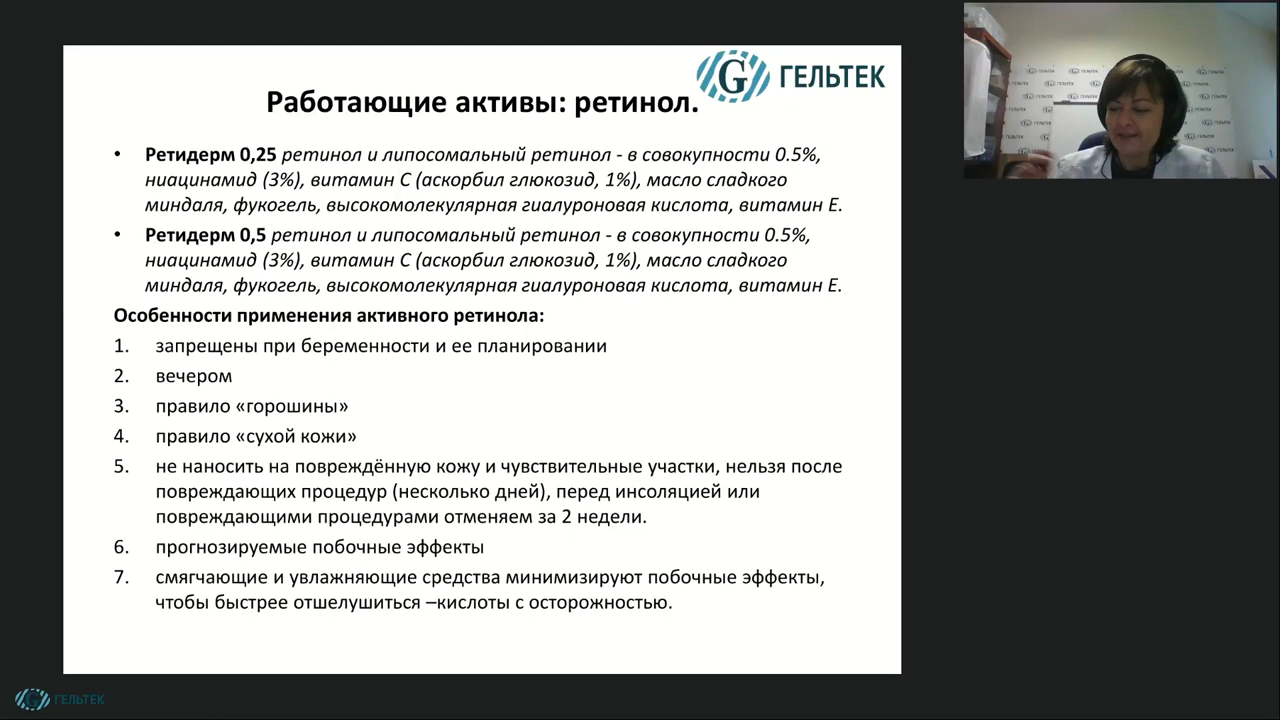 ГЕЛЬТЕК
Работающие активы: ретинол.
• Ретидерм 0,25 ретинол и липосомальный ретинол - в совокупности 0.5%,
ниацинамид (3%), витамин С (аскорбил глюкозид, 1%), масло сладкого
миндаля, фукогель, высокомолекулярная гиалуроновая кислота, витамин Е.
• Ретидерм 0,5 ретинол и липосомальный ретинол - в совокупности 0.5%,
ниацинамид (3%), витамин С (аскорбил глюкозид, 1%), масло сладкого
миндаля, фукогель, высокомолекулярная гиалуроновая кислота, витамин Е.
Особенности применения активного ретинола:
1. запрещены при беременности и ее планировании
2. вечером
3. правило «горошины»
4. правило «сухой кожи»
5. не наносить на повреждённую кожу и чувствительные участки, нельзя после
повреждающих процедур (несколько дней), перед инсоляцией или
повреждающими процедурами отменяем за 2 недели.
6. прогнозируемые побочные эффекты
7. смягчающие и увлажняющие средства минимизируют побочные эффекты,
чтобы быстрее отшелушиться –кислоты с осторожностью.
ГЕЛЬТЕК